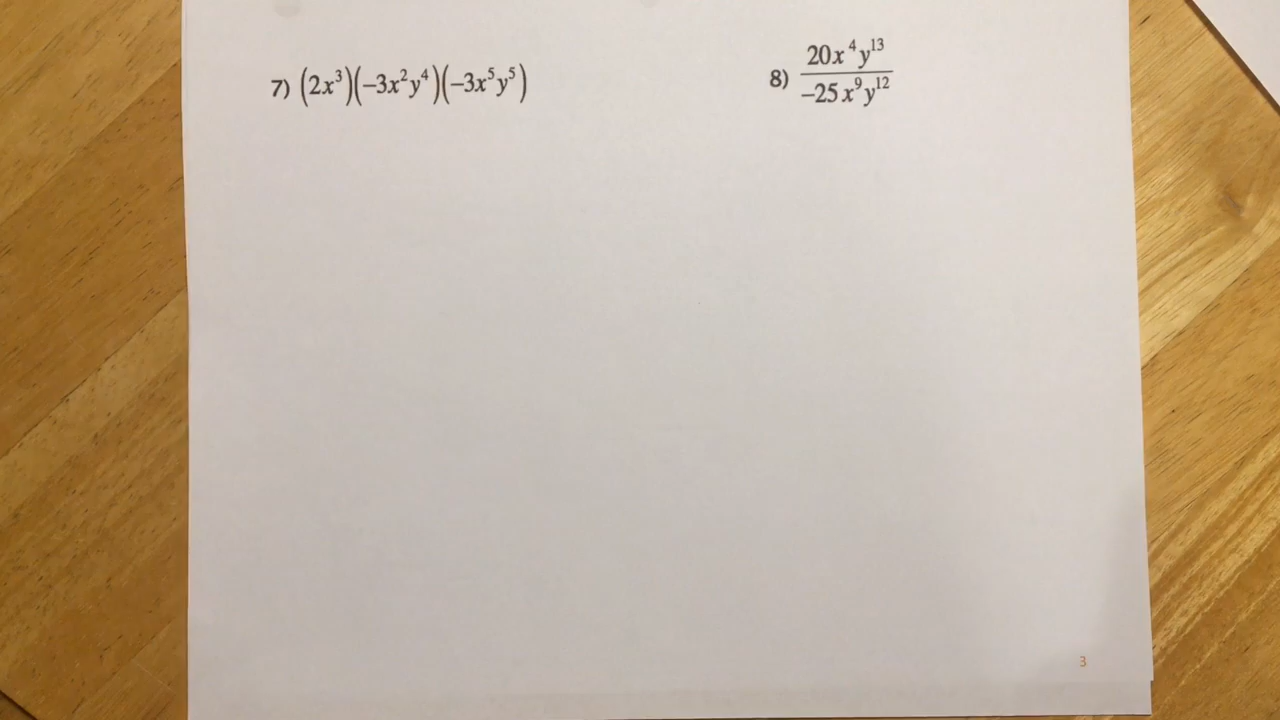 7) (2x³)(–3x²y⁴)(–3x⁵y⁵)
8) 20x⁴y¹³ / –25x⁹y¹²
3